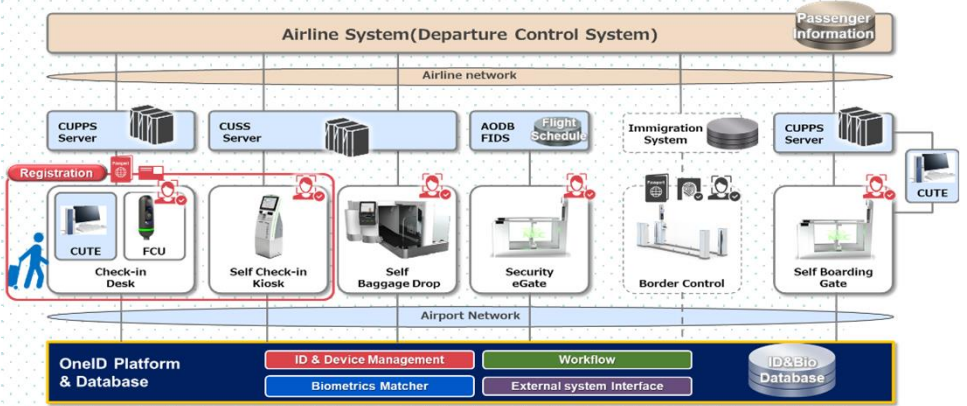 Airline System(Departure Control System)
Passenger
Information
Airline network
CUPPS
Server
CUSS
Server
AODB
FIDS
Flight
Schedule
Immigration
System
CUPPS
Server
CUTE
Registration
Passport
CUTE
FCU
Check-in
Desk
Self Check-in
Kiosk
Self
Baggage Drop
Security
eGate
Passport
Border Control
Self Boarding
Gate
Airport Network
OneID Platform
& Database
ID & Device Management
Workflow
Biometrics Matcher
External system Interface
ID&Bio
Database